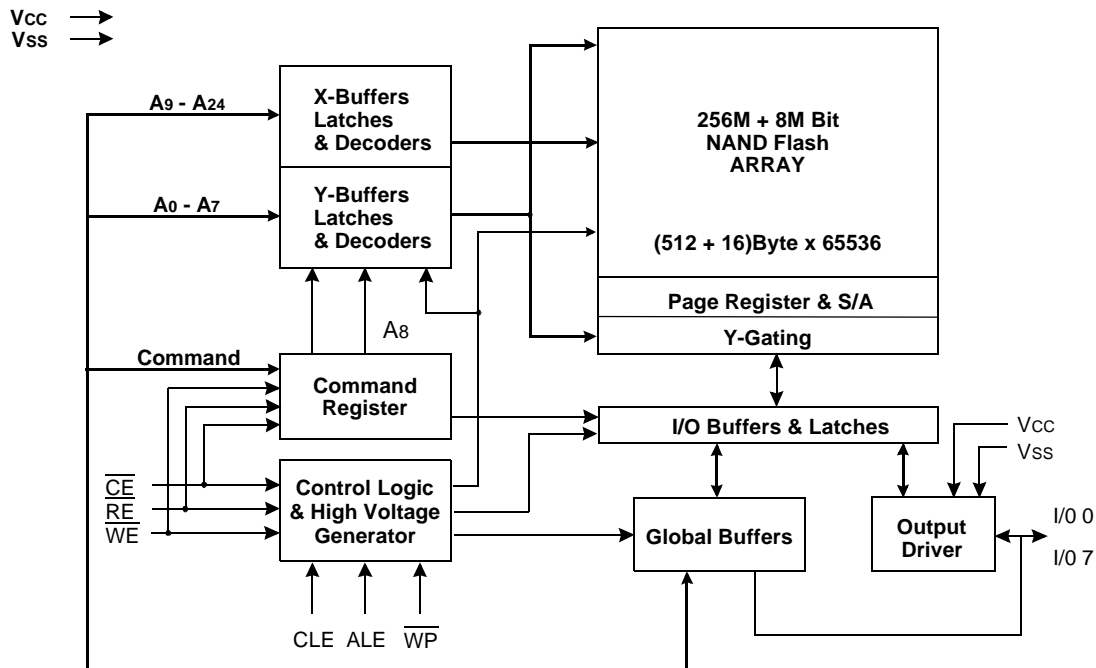 VCC
VSS
A9 - A24
X-Buffers
Latches
& Decoders
A0 - A7
Y-Buffers
Latches
& Decoders
256M + 8M Bit
NAND Flash
ARRAY
(512 + 16)Byte x 65536
Page Register & S/A
Y-Gating
A8
Command
Command
Register
I/O Buffers & Latches
VCC
VSS
CE
RE
WE
Control Logic
& High Voltage
Generator
Global Buffers
Output
Driver
I/0 0
I/0 7
CLE
ALE
WP